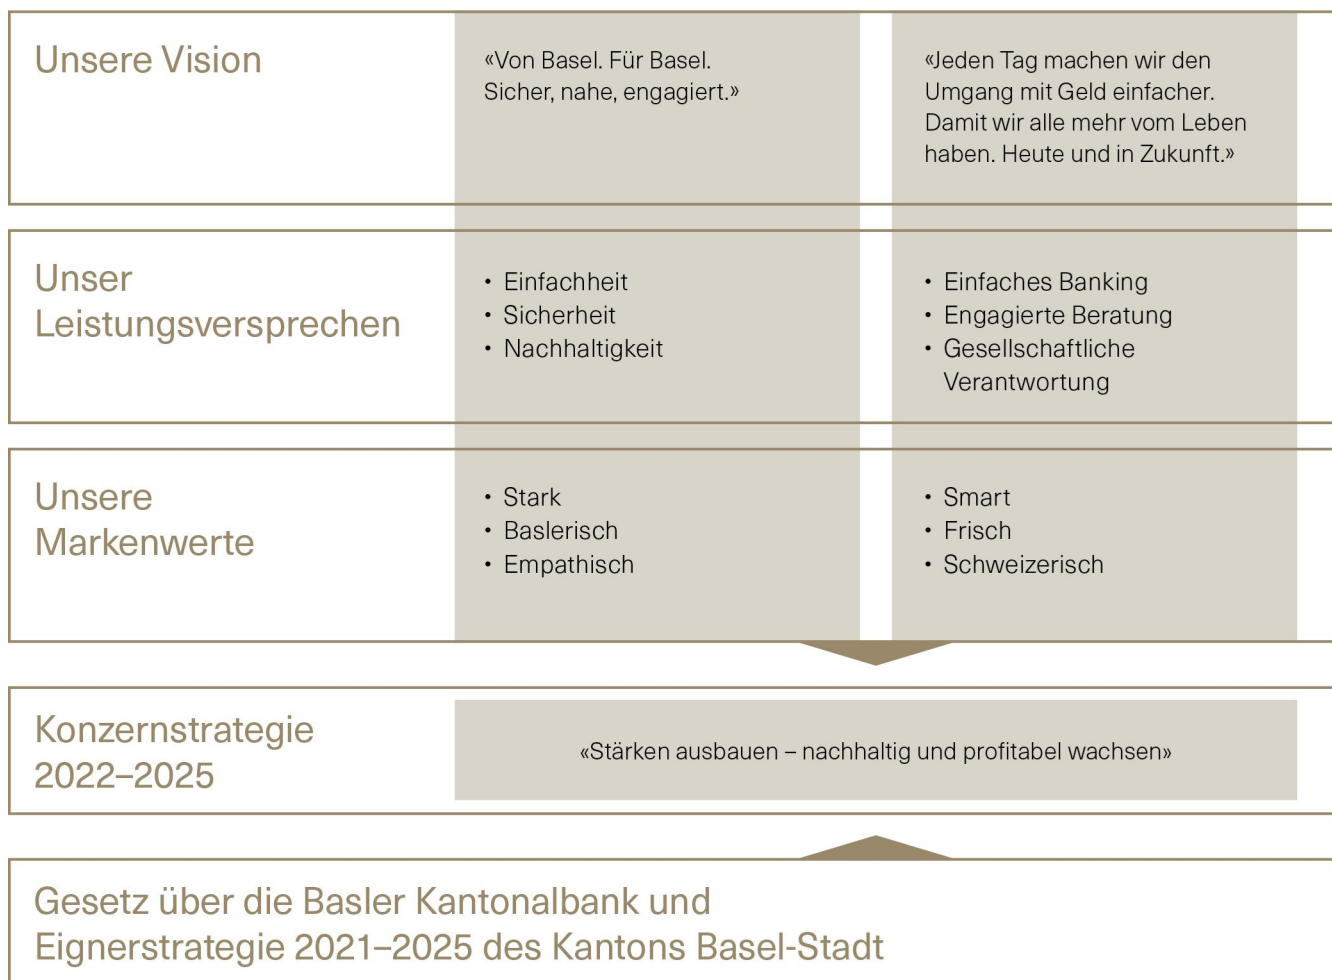 Unsere Vision
«Von Basel. Für Basel.
Sicher, nahe, engagiert.»
«Jeden Tag machen wir den
Umgang mit Geld einfacher.
Damit wir alle mehr vom Leben
haben. Heute und in Zukunft.»
Unser
Leistungsversprechen
• Einfachheit
• Sicherheit
• Nachhaltigkeit
• Einfaches Banking
• Engagierte Beratung
• Gesellschaftliche
Verantwortung
Unsere
Markenwerte
• Stark
• Baslerisch
• Empathisch
• Smart
• Frisch
• Schweizerisch
Konzernstrategie
2022–2025
«Stärken ausbauen – nachhaltig und profitabel wachsen»
Gesetz über die Basler Kantonalbank und
Eignerstrategie 2021–2025 des Kantons Basel-Stadt